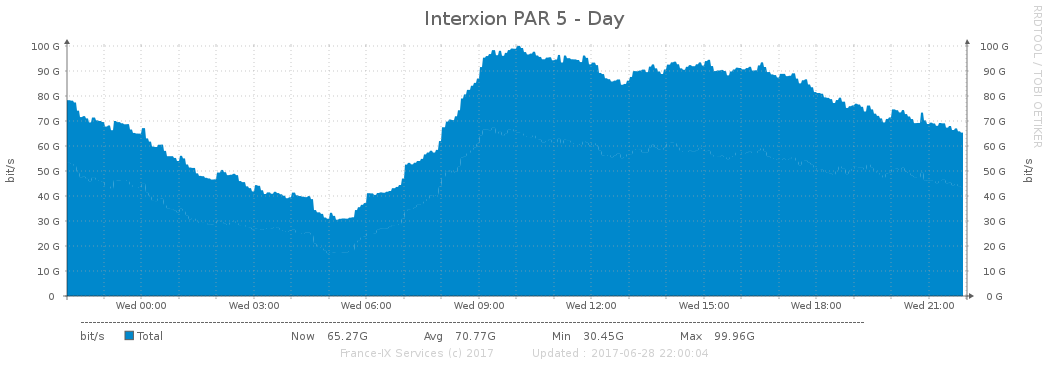 Interxion PAR 5 - Day
RRDTOOL / TOBI OETIKER
bit/s
100 G
90 G
80 G
70 G
60 G
50 G
40 G
30 G
20 G
10 G
0
100 G
90 G
80 G
70 G
60 G
50 G
40 G
30 G
20 G
10 G
0 G
bit/s
Wed 00:00 Wed 03:00 Wed 06:00 Wed 09:00 Wed 12:00 Wed 15:00 Wed 18:00 Wed 21:00
bit/s Total Now 65.27G Avg 70.77G Min 30.45G Max 99.96G
France-IX Services (c) 2017 Updated : 2017-06-28 22:00:04